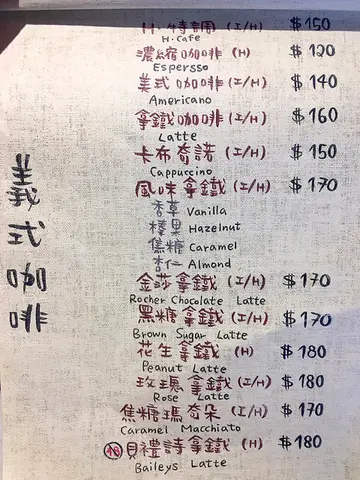 H.特調 (I/H) $150
H.Cafe
濃縮咖啡 (H) $120
Espersso
美式咖啡 (I/H) $140
Americano
拿鐵咖啡 (I/H) $160
Latte
卡布奇諾 (I/H) $150
Cappuccino
風味拿鐵 (I/H) $170
香草 Vanilla
榛果 Hazelnut
焦糖 Caramel
杏仁 Almond
金莎拿鐵 (I/H) $170
Rocher Chocolate Latte
黑糖拿鐵 (I/H) $170
Brown Sugar Latte
花生拿鐵 (H) $180
Peanut Latte
玫瑰拿鐵 (I/H) $180
Rose Latte
焦糖瑪奇朵 (I/H) $170
Caramel Macchiato
貝禮詩拿鐵 (H) $180
Baileys Latte
義式咖啡